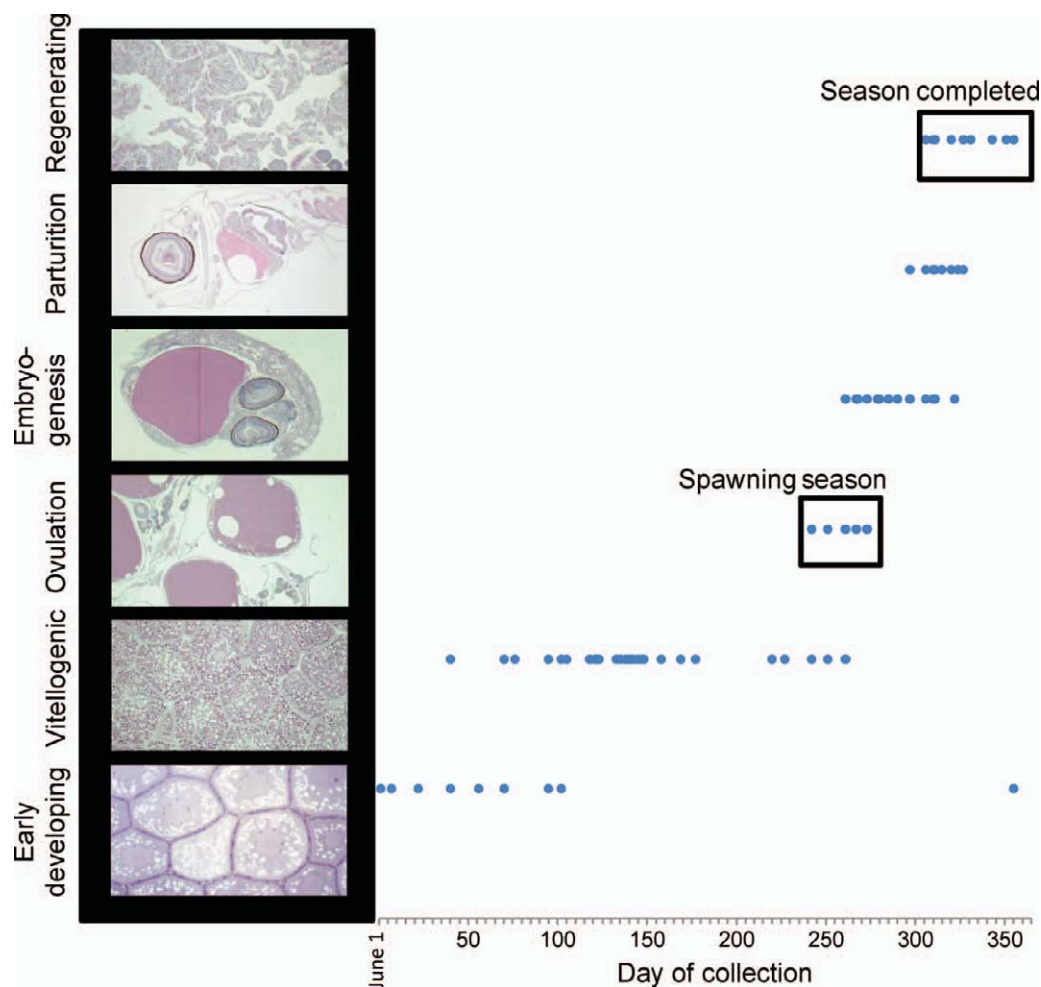 Regenerating
Season completed
Parturition
Embryo-
genesis
Spawning season
Ovulation
Vitellogenic
Early
developing
June 1
50
100
150
200
250
300
350
Day of collection